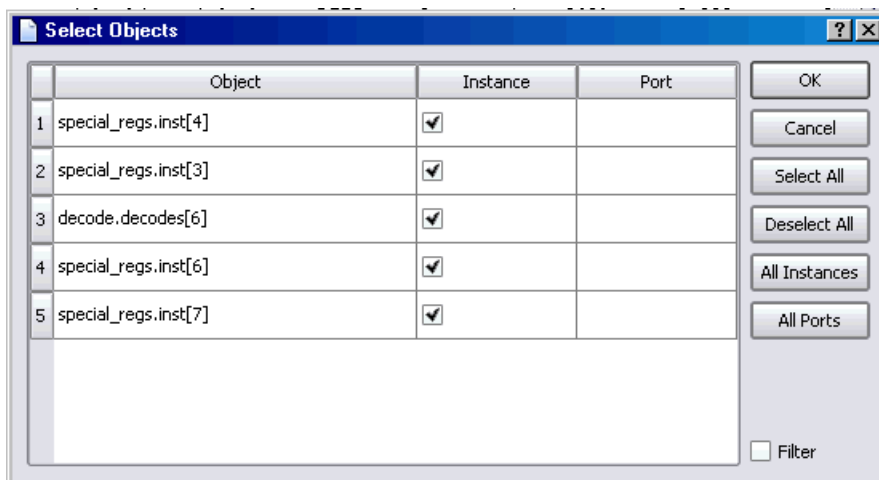 Select Objects
Object Instance Port
1 special_regs.inst[4]
2 special_regs.inst[3]
3 decode.decodes[6]
4 special_regs.inst[6]
5 special_regs.inst[7]
OK
Cancel
Select All
Deselect All
All Instances
All Ports
Filter